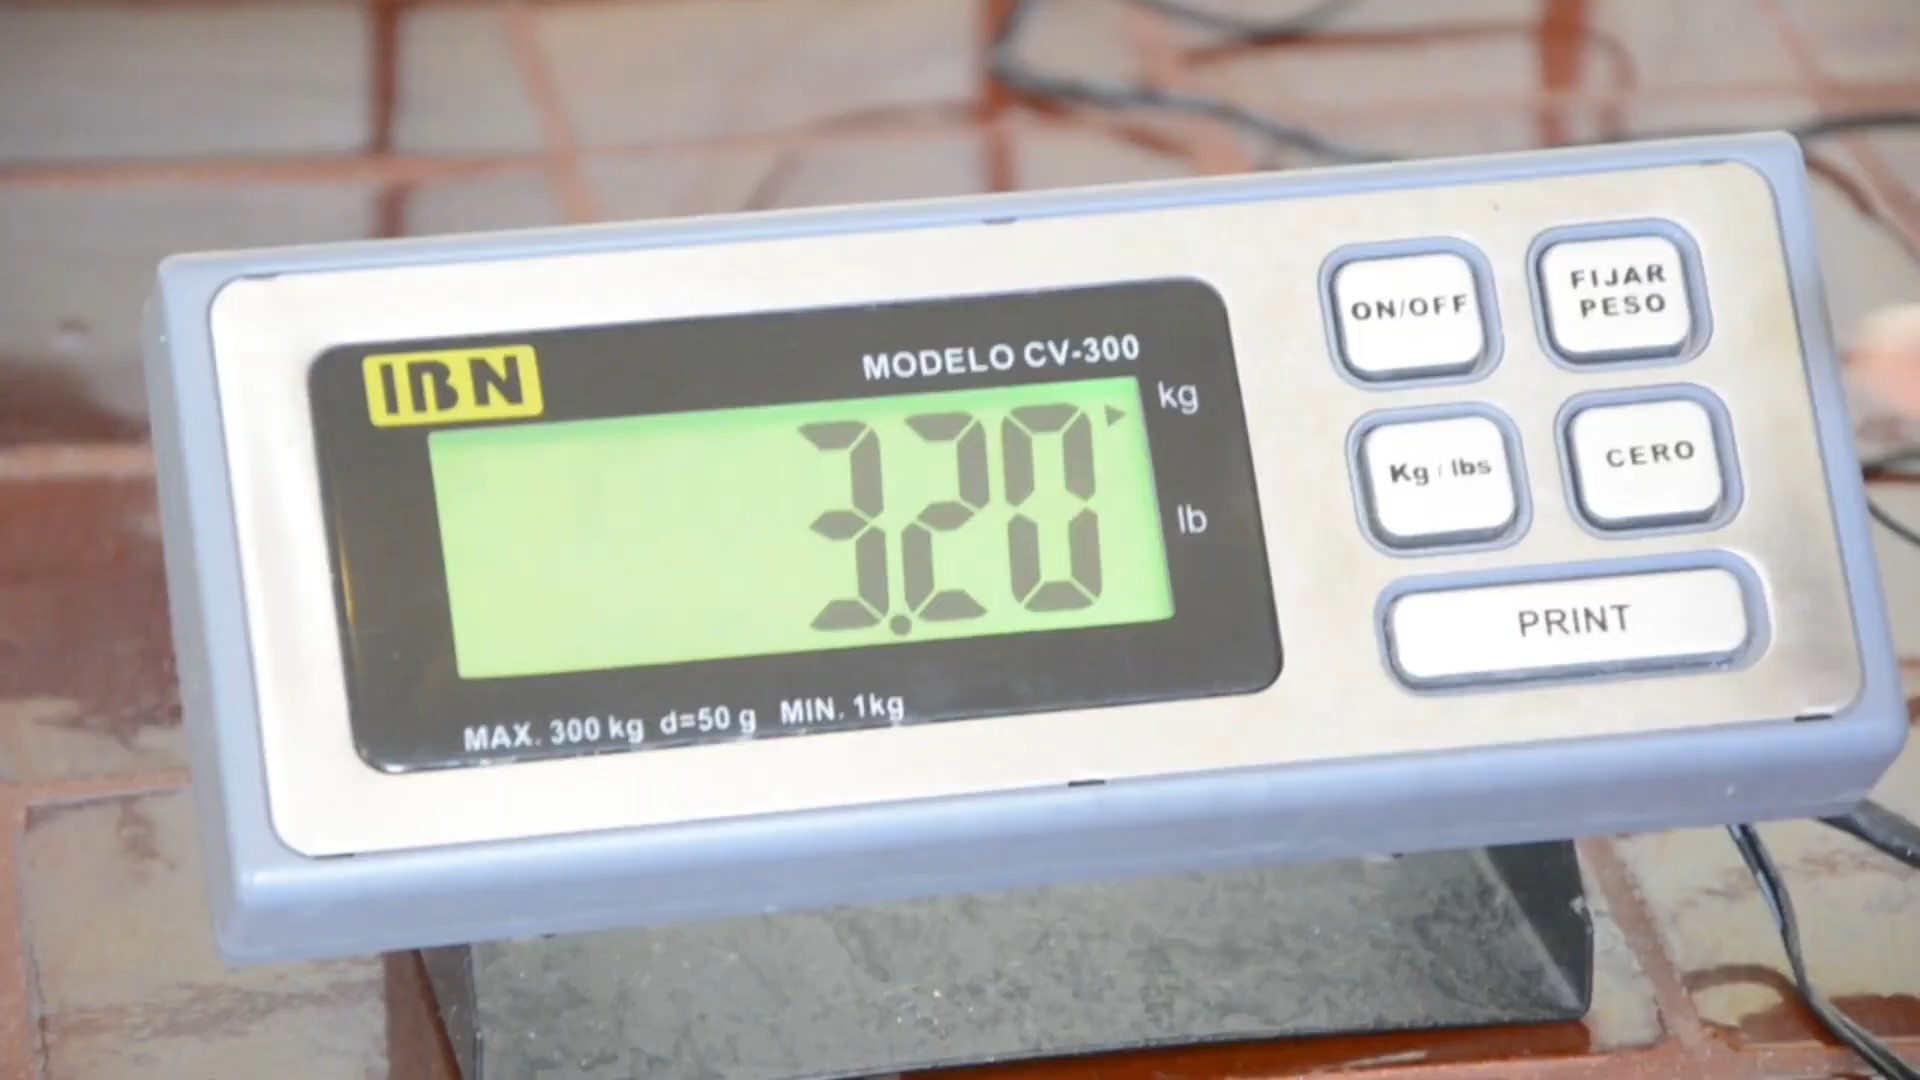 IBN
MODELO CV-300
3.20
kg
lb
MAX. 300 kg d=50 g MIN. 1kg
ON/OFF
FIJAR
PESO
Kg / lbs
CERO
PRINT